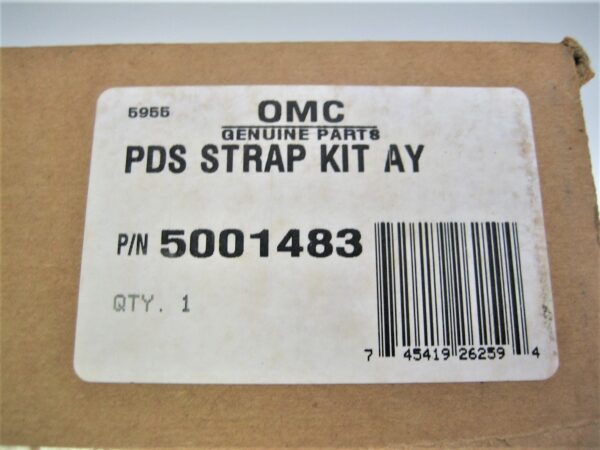 5955
OMC
GENUINE PARTS
PDS STRAP KIT AY
P/N 5001483
QTY. 1
7 45419 26259 4